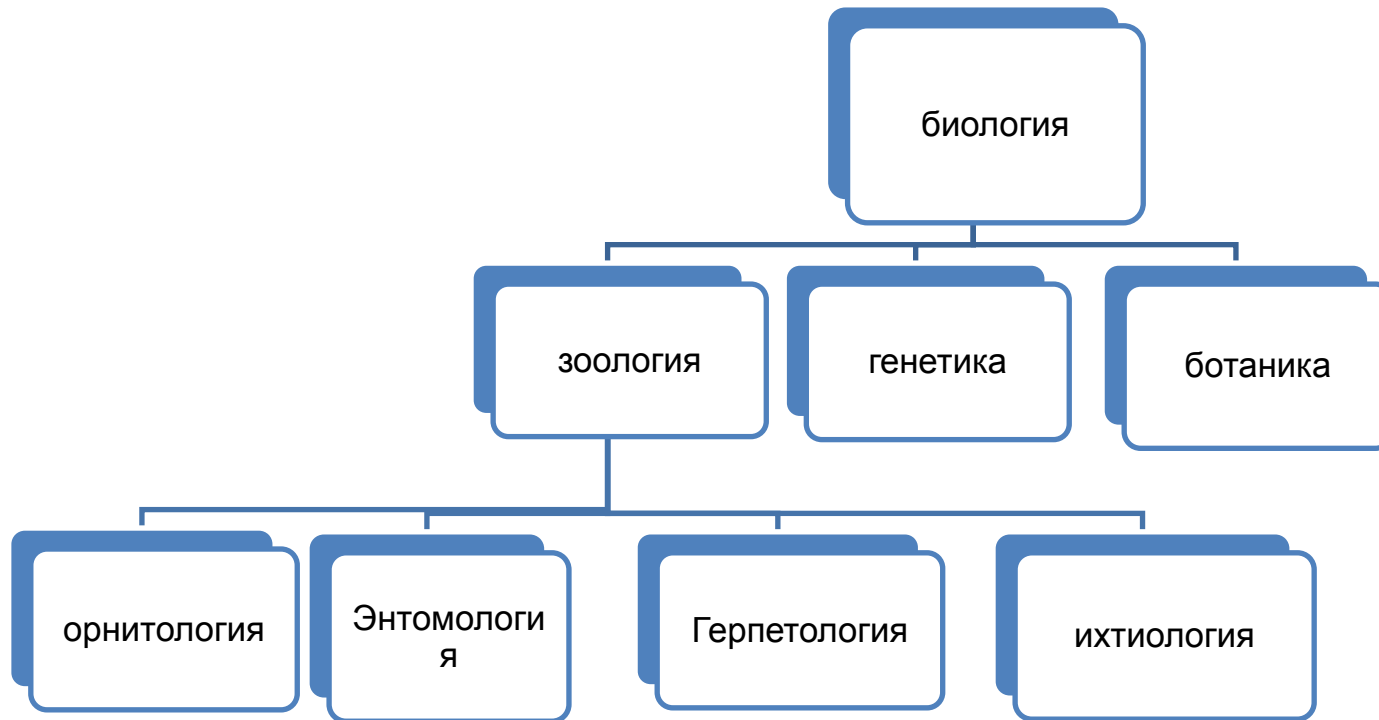 биология
зоология
генетика
ботаника
орнитология
Энтомологи
я
Герпетология
ихтиология